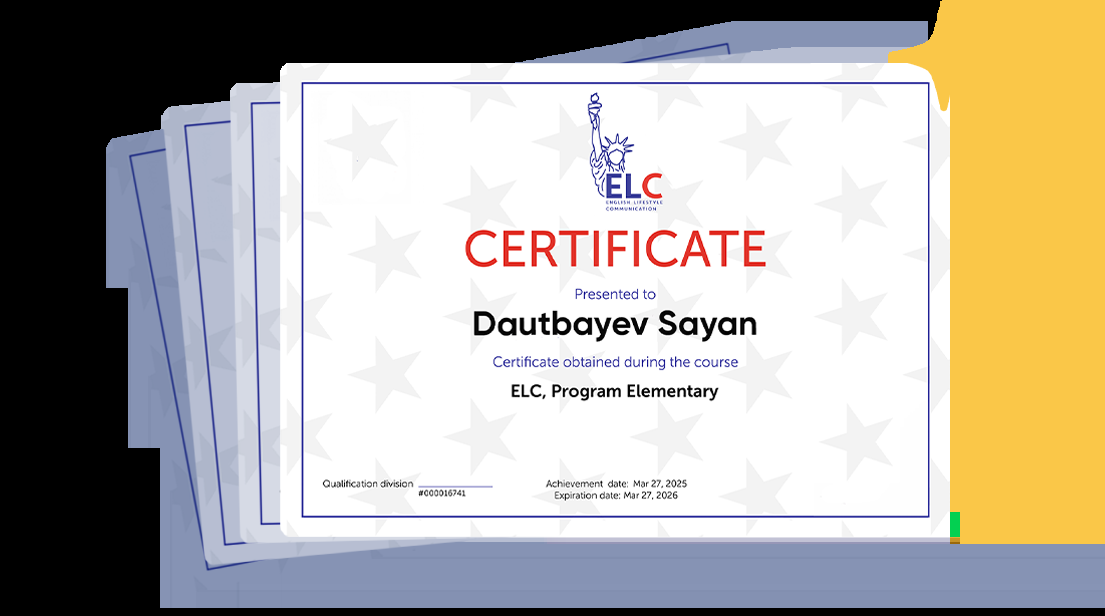 ELC
ENGLISH LIFESTYLE
COMMUNICATION
CERTIFICATE
Presented to
Dautbayev Sayan
Certificate obtained during the course
ELC, Program Elementary
Qualification division
#000016741
Achievement date: Mar 27, 2025
Expiration date: Mar 27, 2026